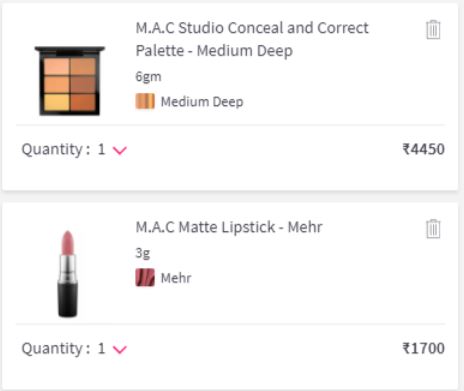 M.A.C Studio Conceal and Correct
Palette - Medium Deep
6gm
Medium Deep
Quantity : 1
₹4450
M.A.C Matte Lipstick - Mehr
3g
Mehr
Quantity : 1
₹1700